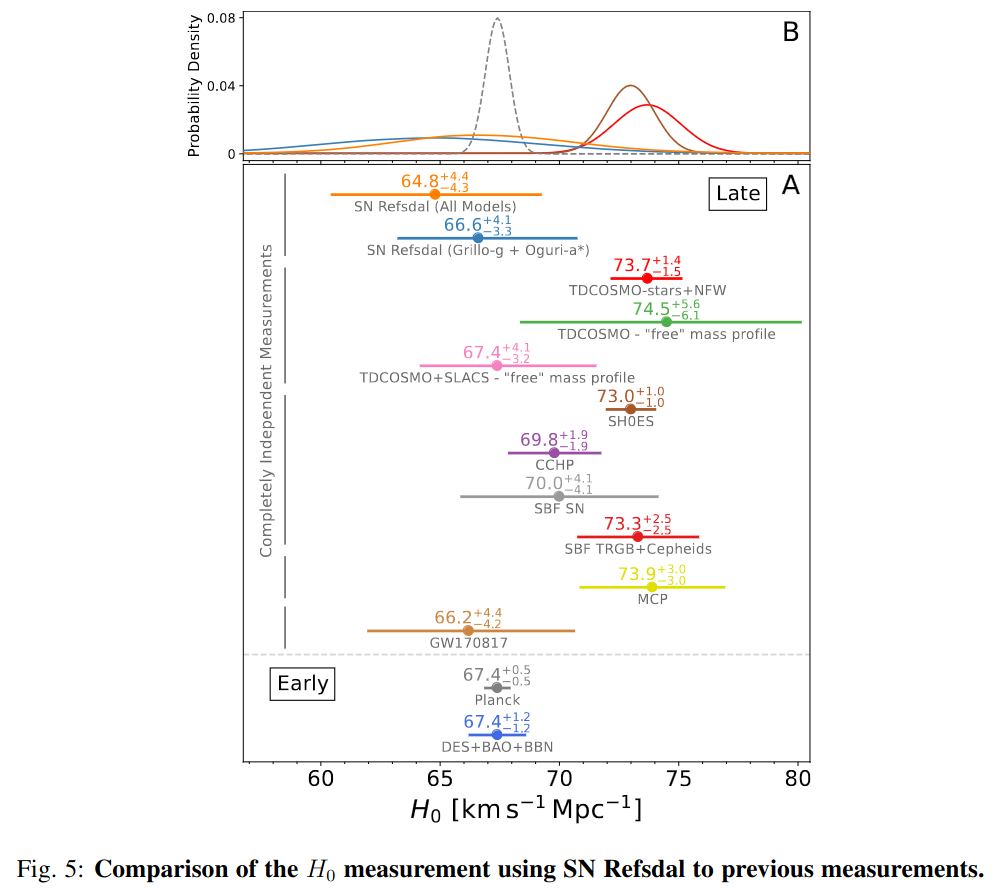 B
Probability Density
0.08
0.04
0
A
Late
64.8+4.4−4.3
SN Refsdal (All Models)
66.6+4.1−3.3
SN Refsdal (Grillo-g + Oguri-a*)
73.7+1.4−1.5
TDCOSMO-stars+NFW
74.5+5.6−6.1
TDCOSMO - "free" mass profile
67.4+4.1−3.2
TDCOSMO+SLACS - "free" mass profile
73.0+1.0−1.0
SH0ES
69.8+1.9−1.9
CCHP
70.0+4.1−4.1
SBF SN
73.3+2.5−2.5
SBF TRGB+Cepheids
73.9+3.0−3.0
MCP
66.2+4.4−4.2
GW170817
Completely Independent Measurements
Early
67.4+0.5−0.5
Planck
67.4+1.2−1.2
DES+BAO+BBN
60 65 70 75 80
H₀ [km s⁻¹ Mpc⁻¹]
Fig. 5: Comparison of the H₀ measurement using SN Refsdal to previous measurements.